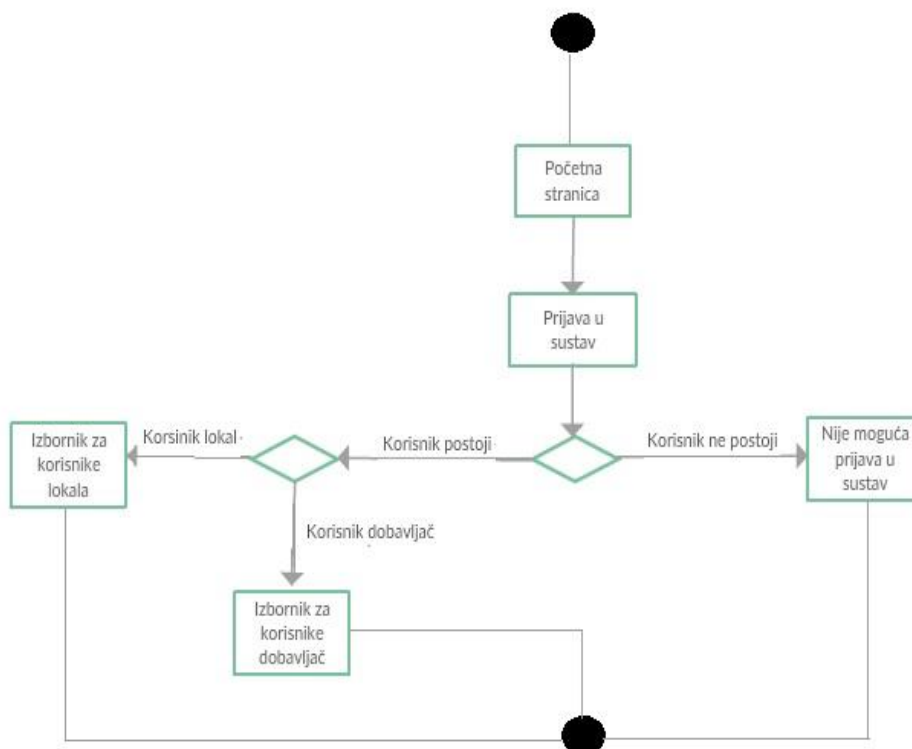 Početna
stranica
Prijava u
sustav
Izbornik za
korisnike
lokala
Korsinik lokal
Korisnik postoji
Korisnik ne postoji
Nije moguća
prijava u
sustav
Korisnik dobavljač
Izbornik za
korisnike
dobavljač